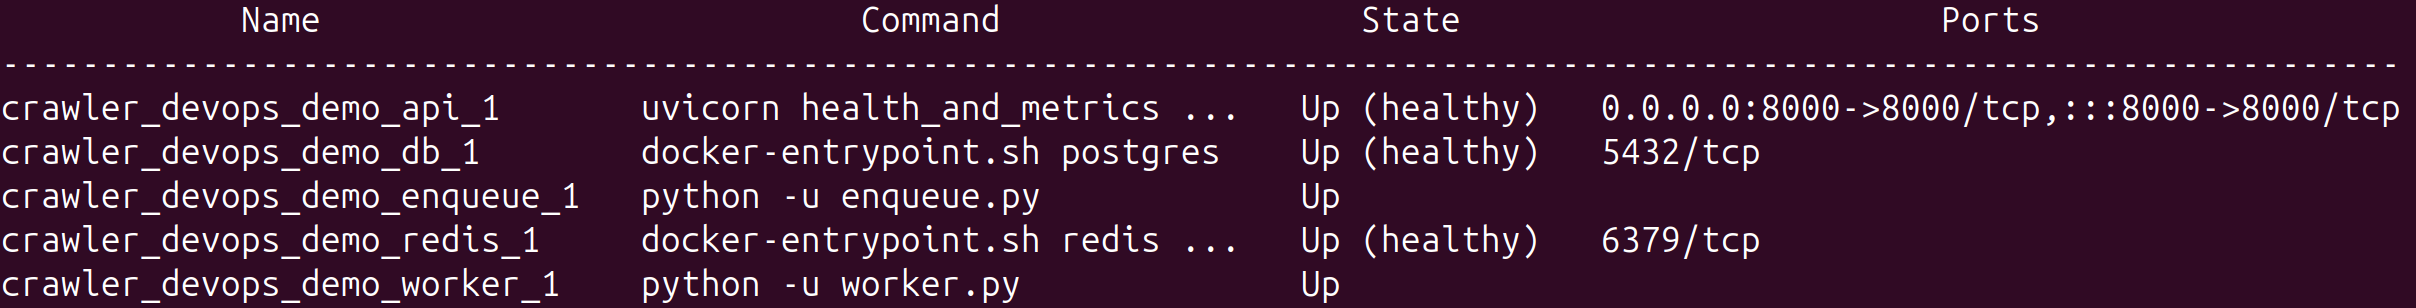 Name Command State Ports
------------------------------------------------------------------------------------------------------------------------
crawler_devops_demo_api_1 uvicorn health_and_metrics ... Up (healthy) 0.0.0.0:8000->8000/tcp,:::8000->8000/tcp
crawler_devops_demo_db_1 docker-entrypoint.sh postgres Up (healthy) 5432/tcp
crawler_devops_demo_enqueue_1 python -u enqueue.py Up
crawler_devops_demo_redis_1 docker-entrypoint.sh redis ... Up (healthy) 6379/tcp
crawler_devops_demo_worker_1 python -u worker.py Up